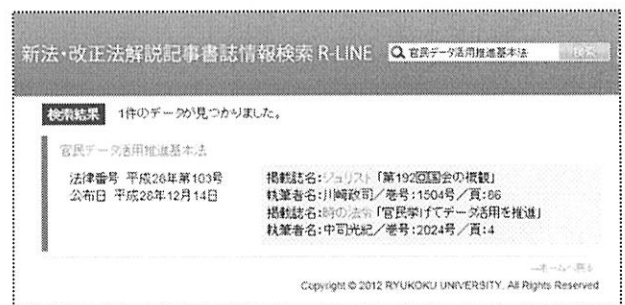 新法・改正法解説記事書誌情報検索 R-LINE
官民データ活用推進基本法
検索
検索結果 1件のデータが見つかりました。
官民データ活用推進基本法
法律番号 平成28年第103号
公布日 平成28年12月14日
掲載誌名:ジュリスト「第192回国会の概観」
執筆者名:川崎政司/巻号:1504号/頁:86
掲載誌名:時の法令「官民挙げてデータ活用を推進」
執筆者名:中司光紀/巻号:2024号/頁:4
→ホームへ戻る
Copyright © 2012 RYUKOKU UNIVERSITY. All Rights Reserved